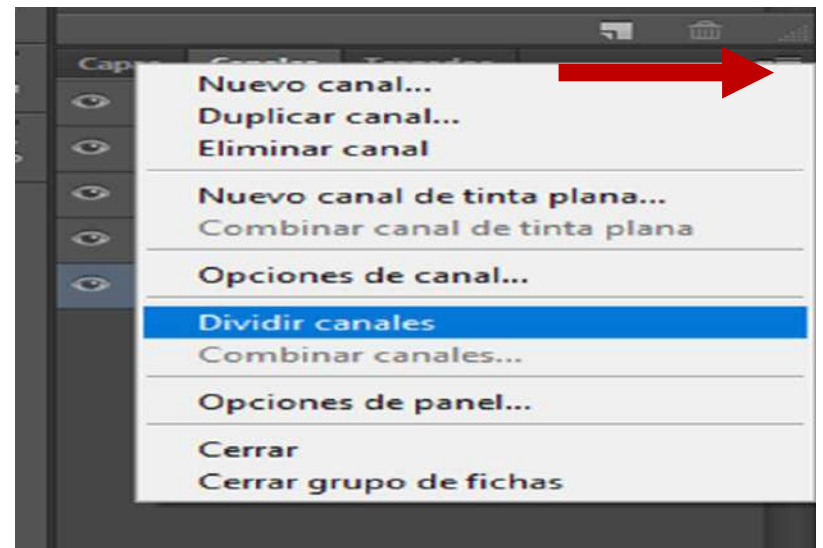 Nuevo canal...
Duplicar canal...
Eliminar canal
Nuevo canal de tinta plana...
Combinar canal de tinta plana
Opciones de canal...
Dividir canales
Combinar canales...
Opciones de panel...
Cerrar
Cerrar grupo de fichas